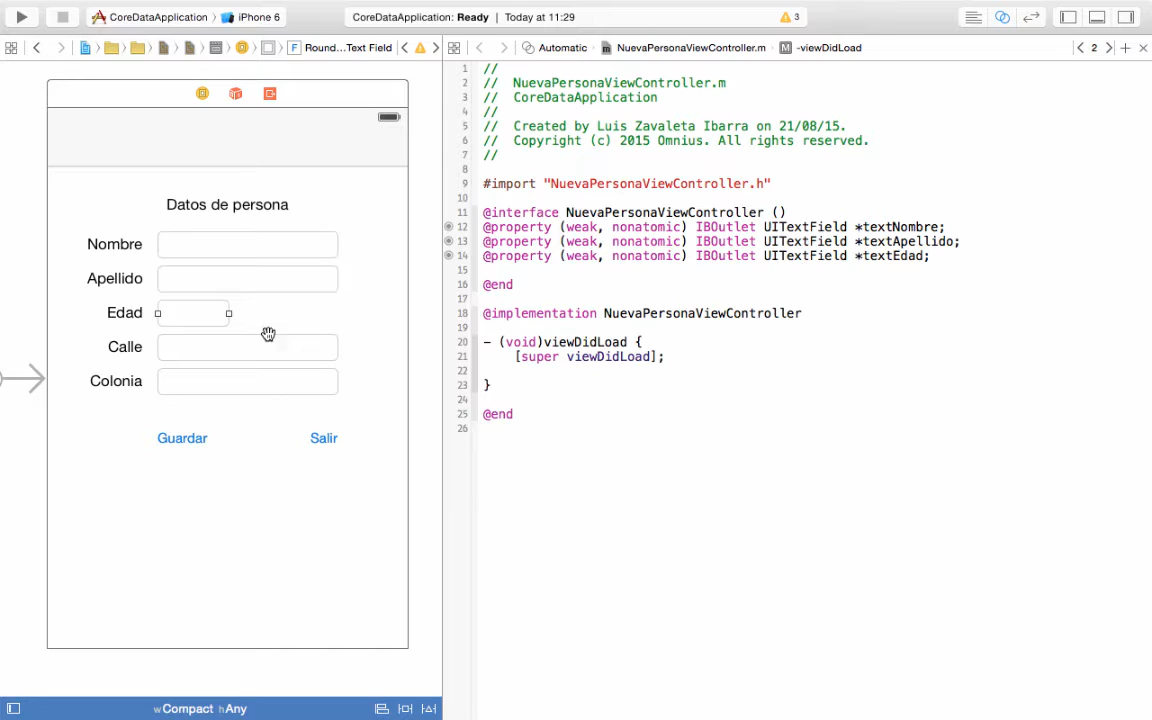 CoreDataApplication 〉 iPhone 6
CoreDataApplication: Ready | Today at 11:29
3
Round...Text Field
Automatic 〉 NuevaPersonaViewController.m 〉 -viewDidLoad
2
Datos de persona
Nombre
Apellido
Edad
Calle
Colonia
Guardar
Salir
wCompact hAny
1 //
2 //  NuevaPersonaViewController.m
3 //  CoreDataApplication
4 //
5 //  Created by Luis Zavaleta Ibarra on 21/08/15.
6 //  Copyright (c) 2015 Omnius. All rights reserved.
7 //
8
9 #import "NuevaPersonaViewController.h"
10
11 @interface NuevaPersonaViewController ()
12 @property (weak, nonatomic) IBOutlet UITextField *textNombre;
13 @property (weak, nonatomic) IBOutlet UITextField *textApellido;
14 @property (weak, nonatomic) IBOutlet UITextField *textEdad;
15
16 @end
17
18 @implementation NuevaPersonaViewController
19
20 - (void)viewDidLoad {
21     [super viewDidLoad];
22
23 }
24
25 @end
26